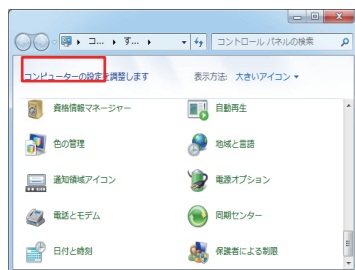 コ... す...
コントロール パネルの検索
コンピューターの設定を調整します
表示方法: 大きいアイコン
資格情報マネージャー
自動再生
色の管理
地域と言語
通知領域アイコン
電源オプション
電話とモデム
同期センター
日付と時刻
保護者による制限